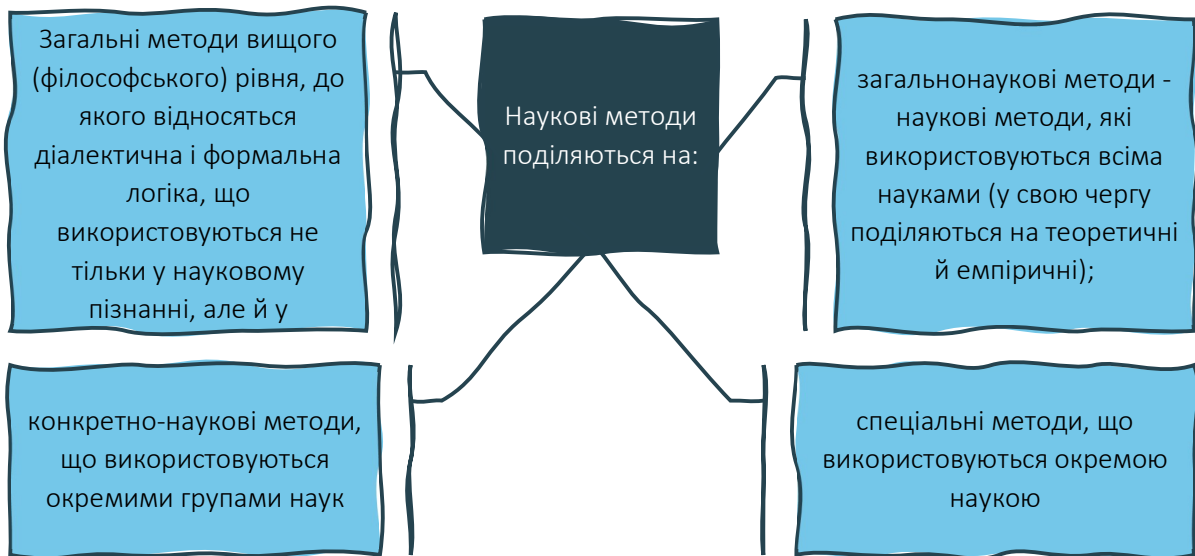 Загальні методи вищого
(філософського) рівня, до
якого відносяться
діалектична і формальна
логіка, що
використовуються не
тільки у науковому
пізнанні, але й у
Наукові методи
поділяються на:
загальнонаукові методи -
наукові методи, які
використовуються всіма
науками (у свою чергу
поділяються на теоретичні
й емпіричні);
конкретно-наукові методи,
що використовуються
окремими групами наук
спеціальні методи, що
використовуються окремою
наукою